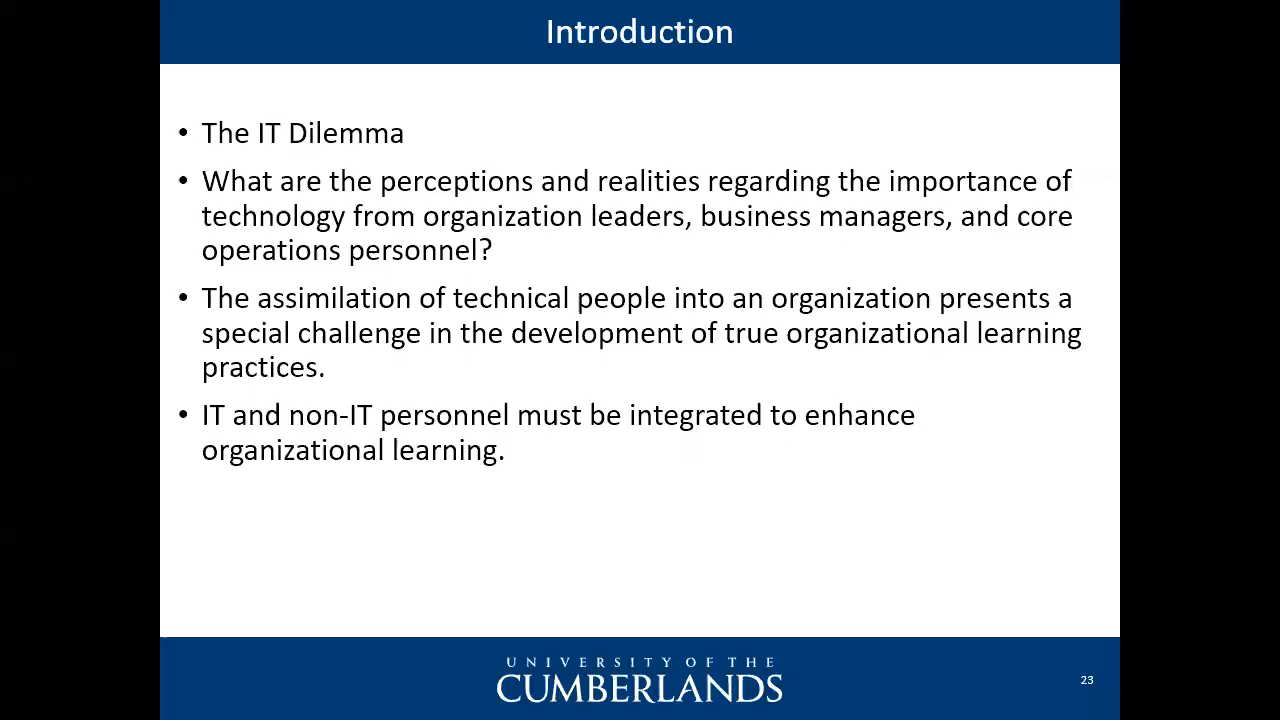 Introduction
• The IT Dilemma
• What are the perceptions and realities regarding the importance of
technology from organization leaders, business managers, and core
operations personnel?
• The assimilation of technical people into an organization presents a
special challenge in the development of true organizational learning
practices.
• IT and non-IT personnel must be integrated to enhance
organizational learning.
UNIVERSITY OF THE
CUMBERLANDS
23